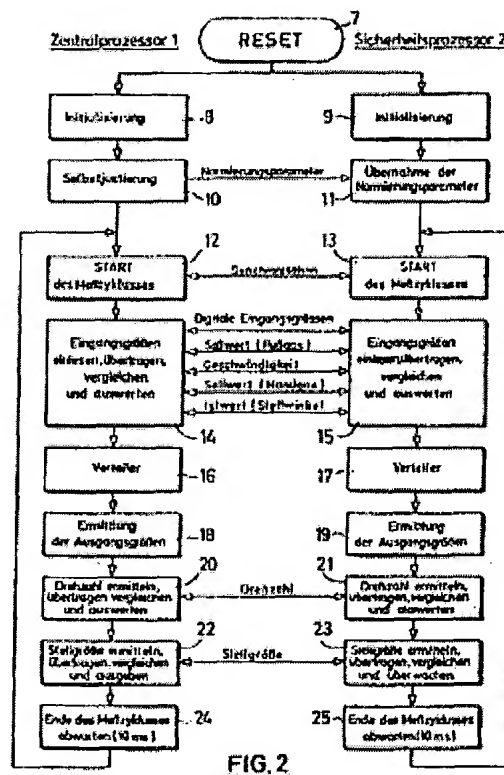 Zentralprozessor 1
RESET
7
Sicherheitsprozessor 2
Initialisierung
8
9
Initialisierung
Selbstjustierung
10
Normierungsparameter
11
Übernahme der
Normierungsparameter
12
START
des Meßzyklusses
13
START
des Meßzyklusses
Digitale Eingangsgrössen
Eingangsgrößen
einlesen, übertragen,
vergleichen
und auswerten
14
Geschwindigkeit
Istwert (Stellwinkel)
Eingangsgrößen
einlesen, übertragen,
vergleichen
und auswerten
15
Verteiler
16
17
Verteiler
Ermittlung
der Ausgangsgrößen
18
19
Ermittlung
der Ausgangsgrößen
20
Drehzahl ermitteln,
übertragen, vergleichen
und auswerten
Drehzahl
21
Drehzahl ermitteln,
übertragen, vergleichen
und auswerten
22
Stellgröße ermitteln,
übertragen, vergleichen
und ausgeben
Stellgröße
23
Stellgröße ermitteln,
übertragen, vergleichen
und überwachen
Ende des Meßzyklusses
abwarten (10 ms)
24
25
Ende des Meßzyklusses
abwarten (10 ms)
FIG. 2